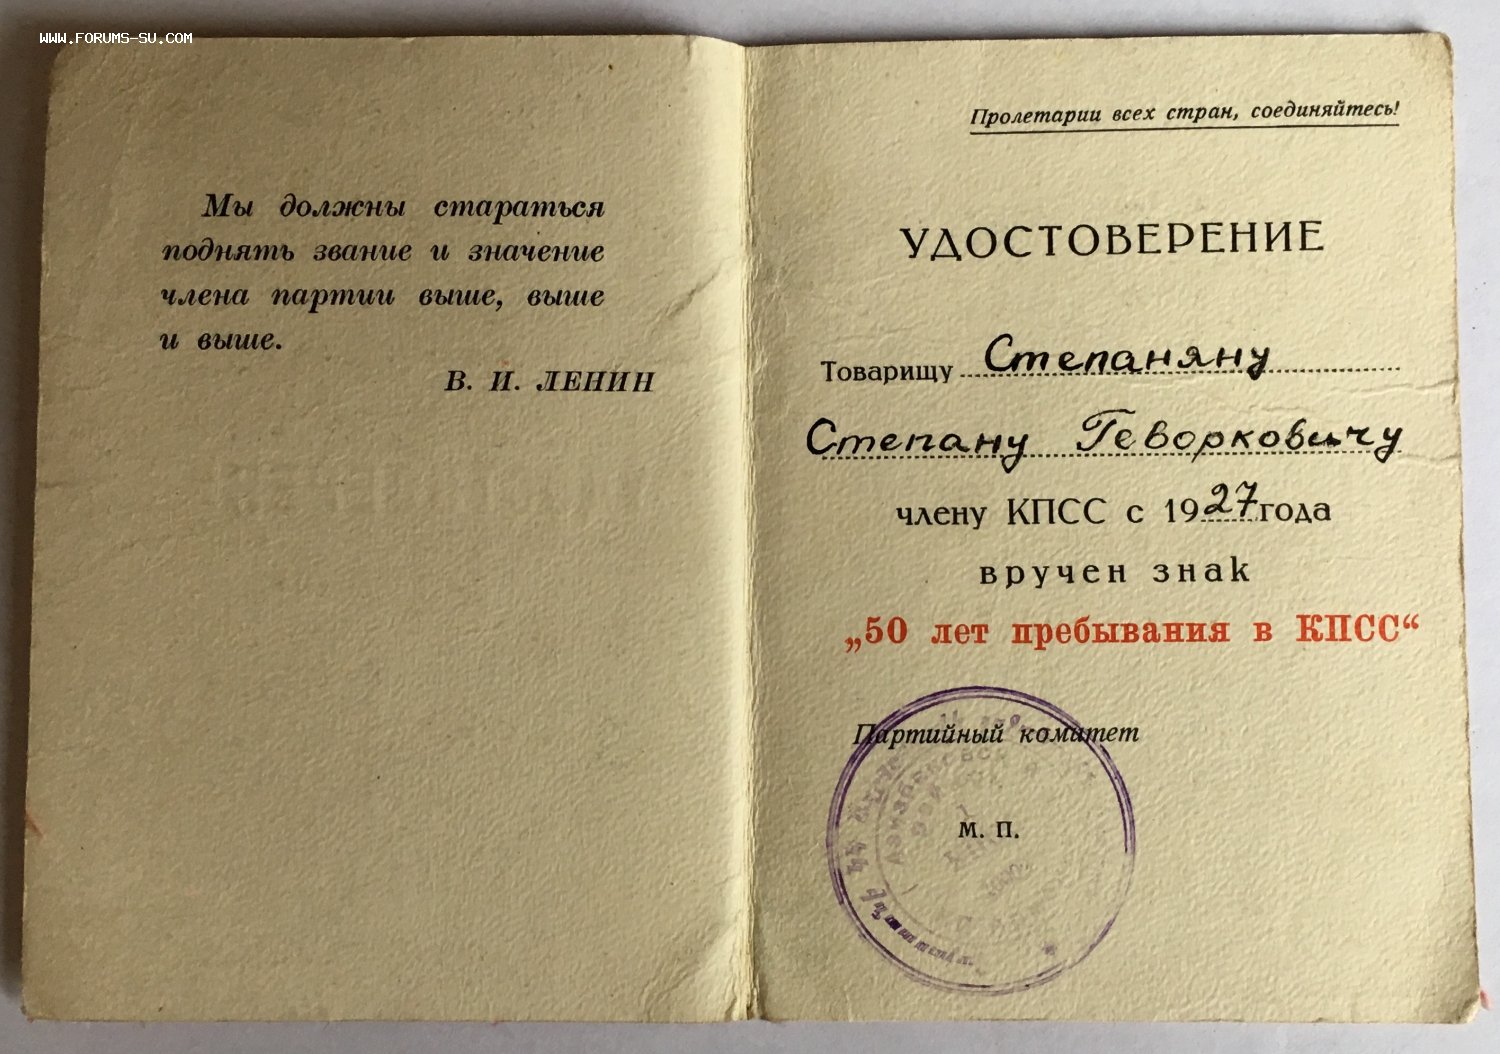 WWW.FORUMS-SU.COM
Мы должны стараться
поднять звание и значение
члена партии выше, выше
и выше.
В. И. ЛЕНИН
Пролетарии всех стран, соединяйтесь!
УДОСТОВЕРЕНИЕ
Товарищу Степаняну
Степану Геворковичу
члену КПСС с 1927 года
вручен знак
„50 лет пребывания в КПСС“
Партийный комитет
М. П.